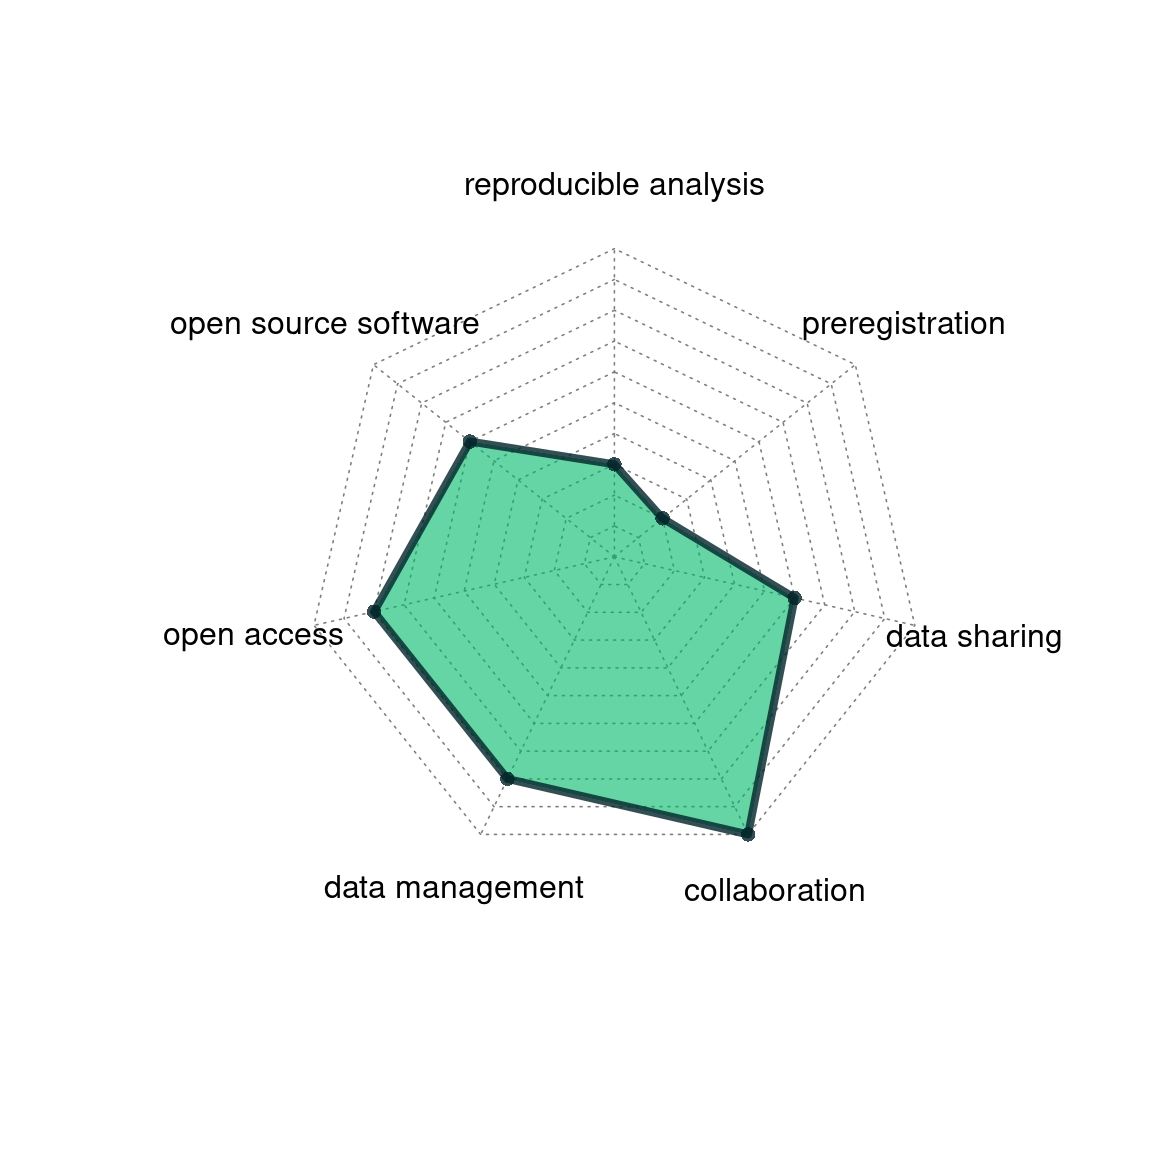 reproducible analysis
open source software
preregistration
open access
data sharing
data management
collaboration